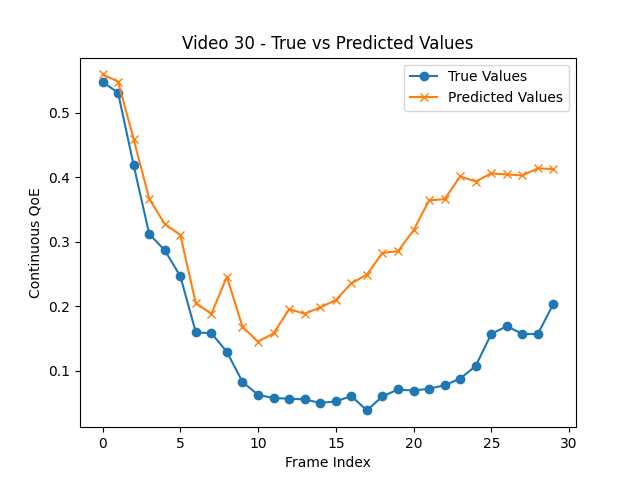 Video 30 - True vs Predicted Values
True Values
Predicted Values
Continuous QoE
0.5
0.4
0.3
0.2
0.1
0 5 10 15 20 25 30
Frame Index